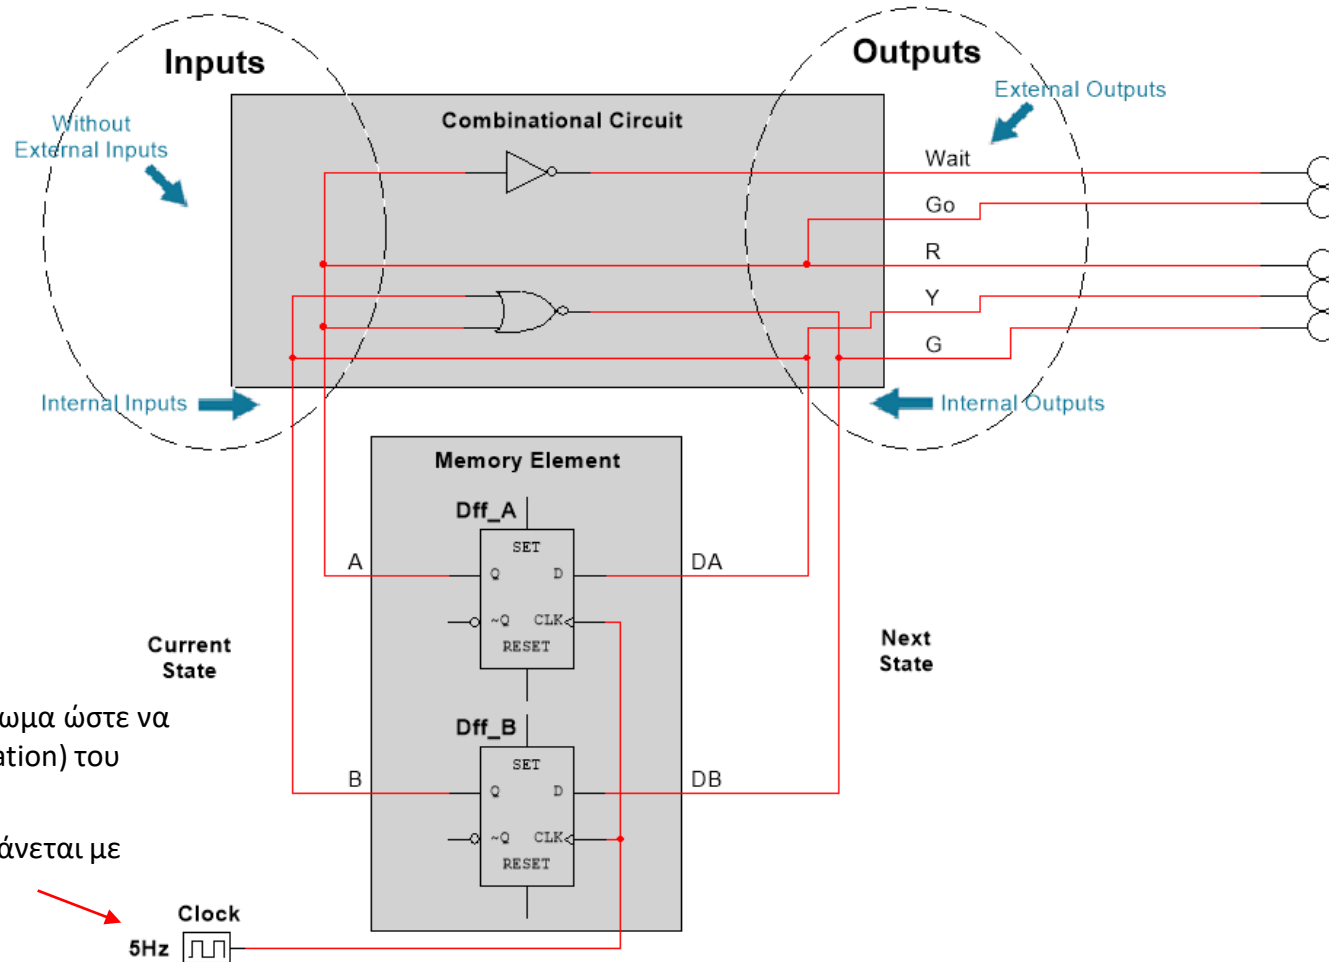 Inputs
Outputs
External Outputs
Without
External Inputs
Combinational Circuit
Wait
Go
R
Y
G
Internal Inputs
Internal Outputs
Memory Element
Dff_A
SET
A
Q
D
DA
~Q
CLK
RESET
Current
State
Next
State
ωμα ώστε να
ation) του
Dff_B
SET
B
Q
D
DB
~Q
CLK
RESET
άνεται με
Clock
5Hz